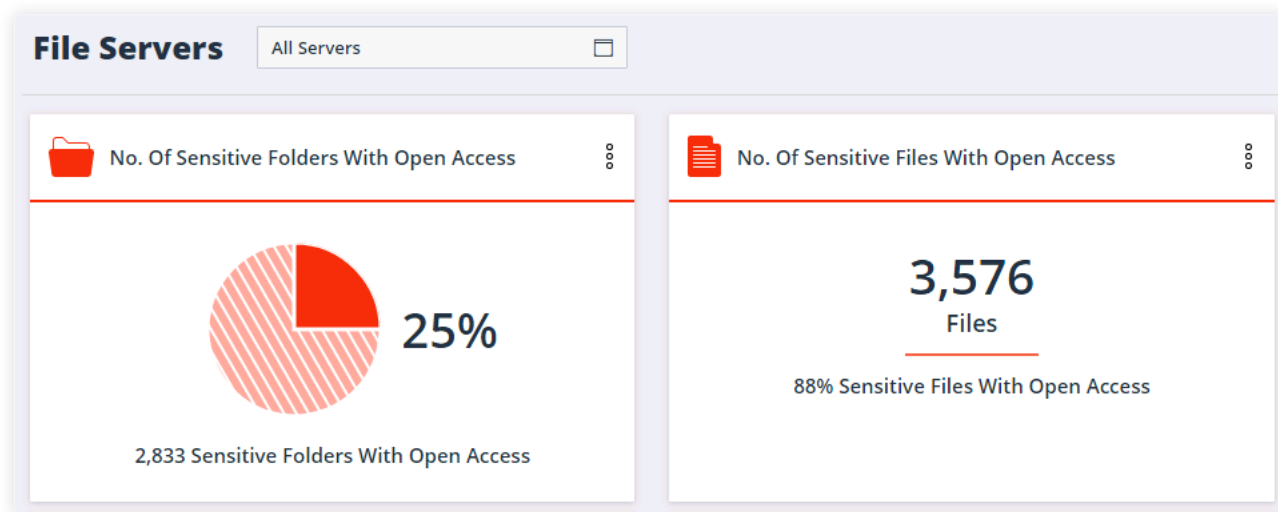 File Servers
All Servers
No. Of Sensitive Folders With Open Access
25%
2,833 Sensitive Folders With Open Access
No. Of Sensitive Files With Open Access
3,576
Files
88% Sensitive Files With Open Access